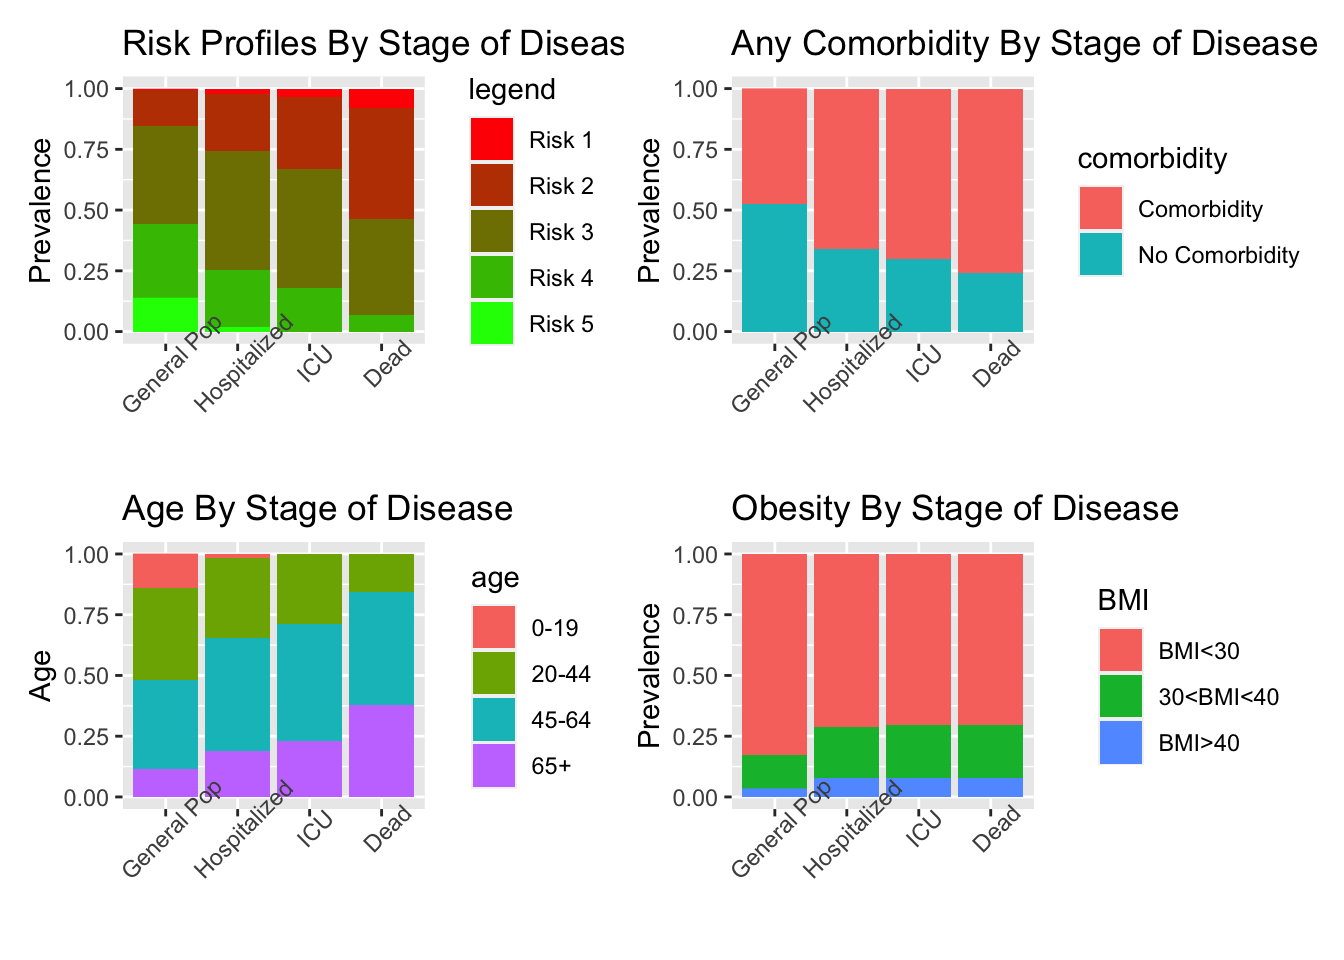 Risk Profiles By Stage of Diseas
Prevalence
1.00
0.75
0.50
0.25
0.00
General Pop
Hospitalized
ICU
Dead
legend
Risk 1
Risk 2
Risk 3
Risk 4
Risk 5
Any Comorbidity By Stage of Disease
Prevalence
1.00
0.75
0.50
0.25
0.00
General Pop
Hospitalized
ICU
Dead
comorbidity
Comorbidity
No Comorbidity
Age By Stage of Disease
Age
1.00
0.75
0.50
0.25
0.00
General Pop
Hospitalized
ICU
Dead
age
0-19
20-44
45-64
65+
Obesity By Stage of Disease
Prevalence
1.00
0.75
0.50
0.25
0.00
General Pop
Hospitalized
ICU
Dead
BMI
BMI<30
30<BMI<40
BMI>40